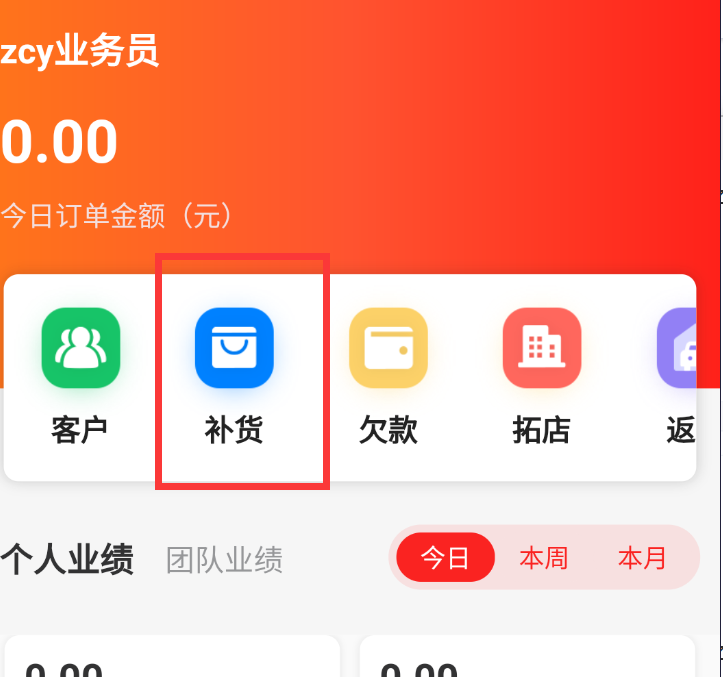 zcy业务员
0.00
今日订单金额（元）
客户 补货 欠款 拓店 返
个人业绩 团队业绩 今日 本周 本月
0.00 0.00